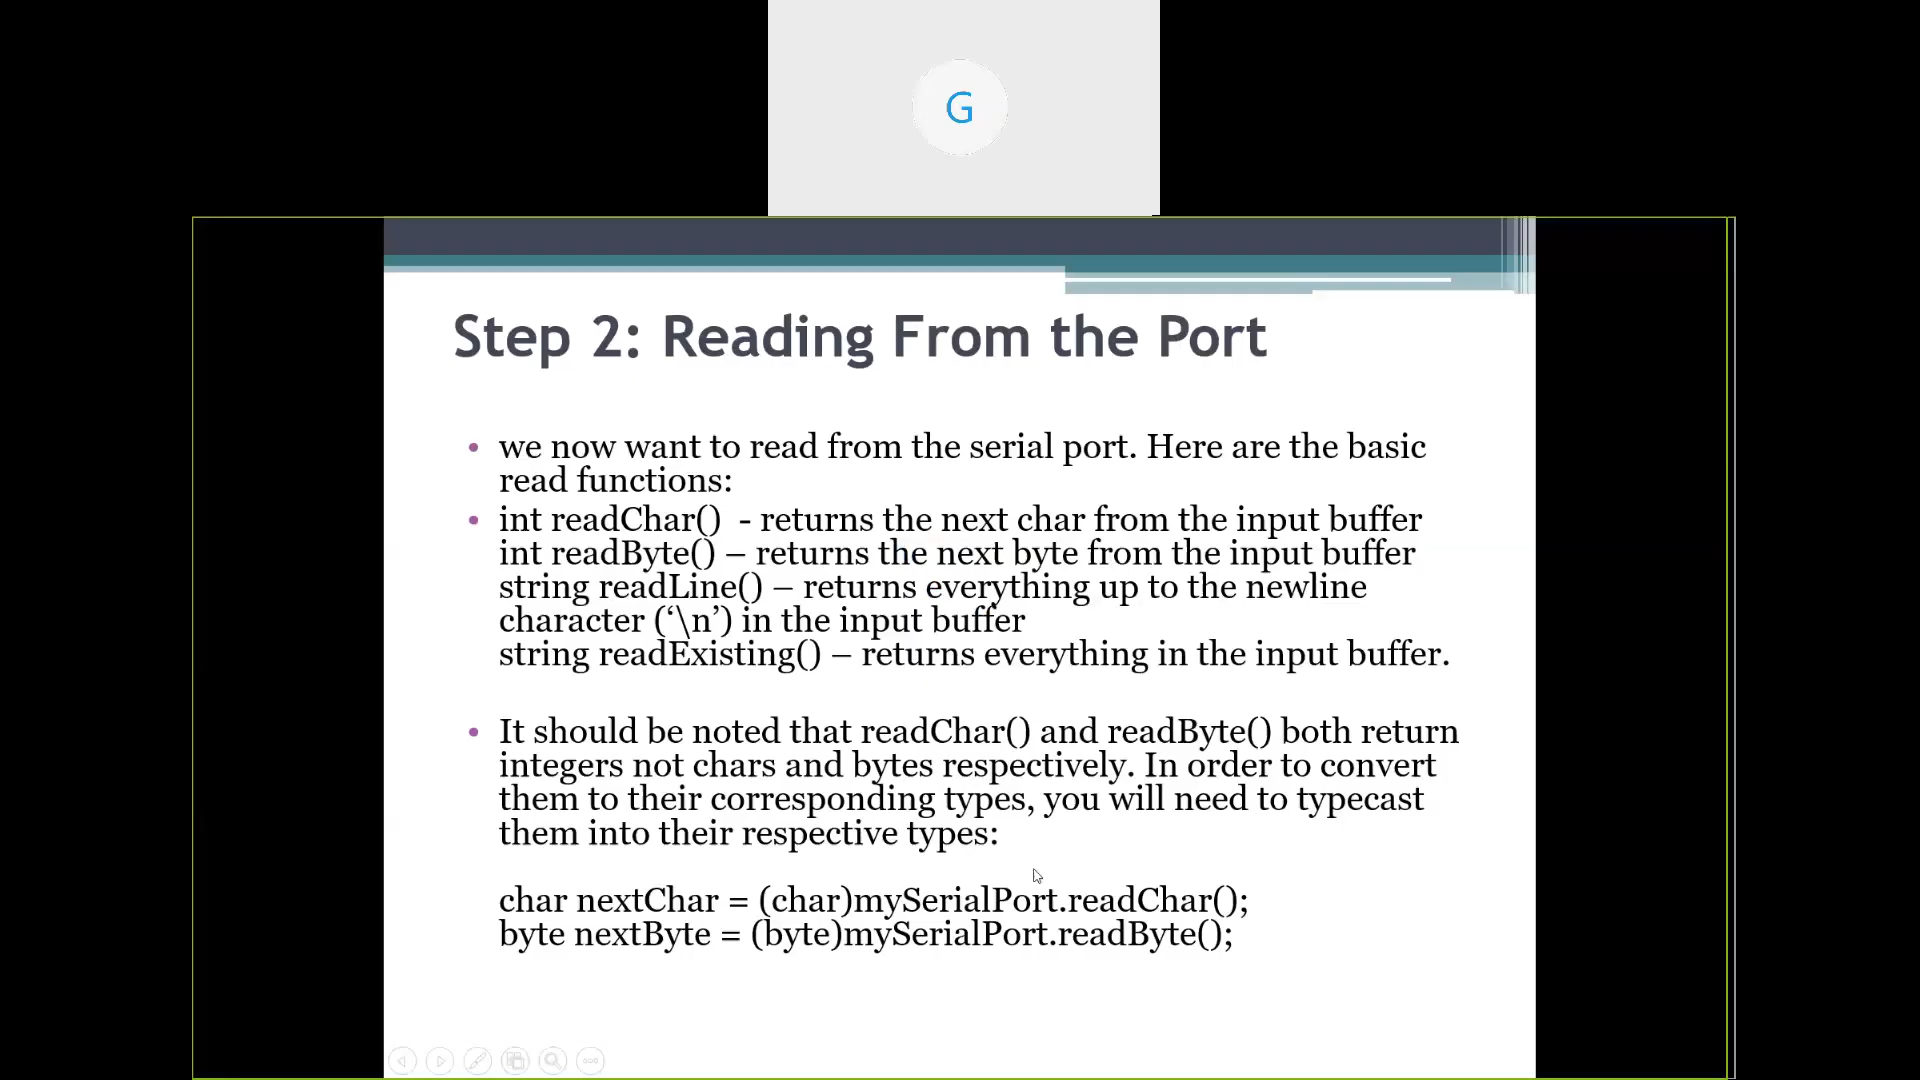 G
Step 2: Reading From the Port
• we now want to read from the serial port. Here are the basic
read functions:
• int readChar()  - returns the next char from the input buffer
int readByte() – returns the next byte from the input buffer
string readLine() – returns everything up to the newline
character (‘\n’) in the input buffer
string readExisting() – returns everything in the input buffer.
• It should be noted that readChar() and readByte() both return
integers not chars and bytes respectively. In order to convert
them to their corresponding types, you will need to typecast
them into their respective types:
char nextChar = (char)mySerialPort.readChar();
byte nextByte = (byte)mySerialPort.readByte();